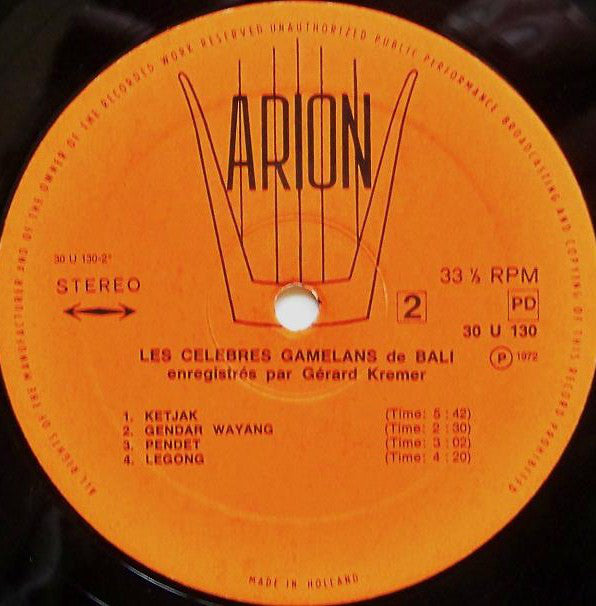 ALL RIGHTS OF THE MANUFACTURER AND OF THE OWNER OF THE RECORDED WORK RESERVED UNAUTHORIZED PUBLIC PERFORMANCE BROADCASTING AND COPYING OF THIS RECORD PROHIBITED
ARION
30 U 130-2°
STEREO
33 ⅓ RPM
2
PD
30 U 130
LES CELEBRES GAMELANS de BALI
Ⓟ 1972
enregistrés par Gérard Kremer
1. KETJAK (Time: 5 : 42)
2. GENDAR WAYANG (Time: 2 : 30)
3. PENDET (Time: 3 : 02)
4. LEGONG (Time: 4 : 20)
MADE IN HOLLAND